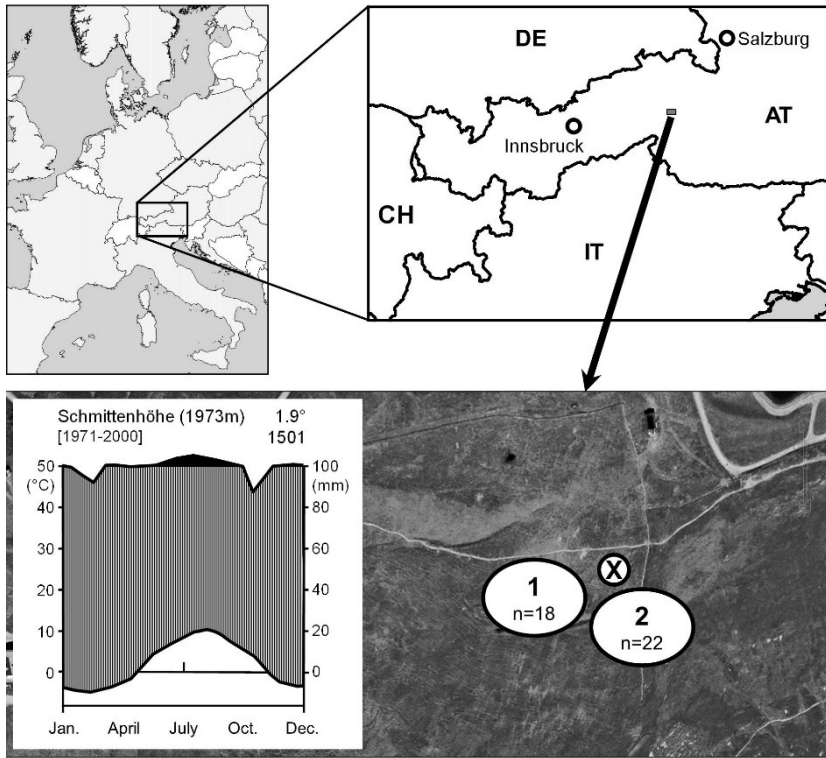 DE
Salzburg
Innsbruck
AT
CH
IT
Schmittenhöhe (1973m) 1.9°
[1971-2000] 1501
50 100
(°C) (mm)
40 80
30 60
20 40
10 20
0 0
Jan. April July Oct. Dec.
X
1
n=18
2
n=22